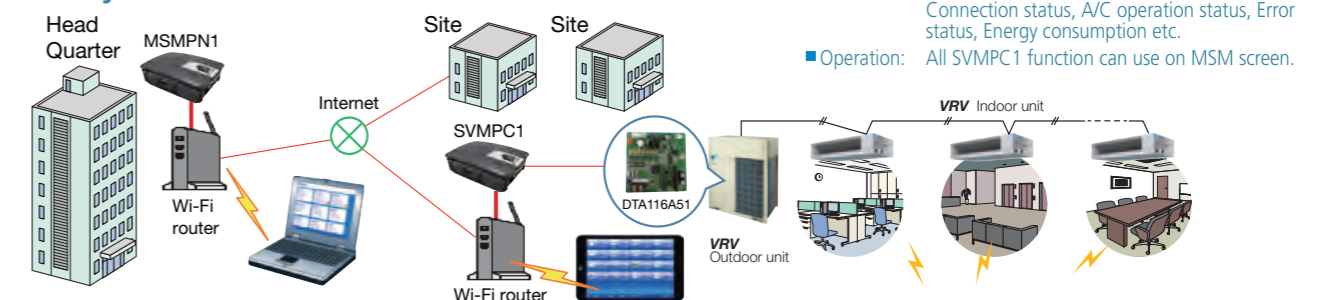 Connection status, A/C operation status, Error
status, Energy consumption etc.
Operation: All SVMPC1 function can use on MSM screen.
Head
Quarter
MSMPN1
Site
Site
Internet
SVMPC1
VRV Indoor unit
DTA116A51
Wi-Fi
router
VRV
Outdoor unit
Wi-Fi router